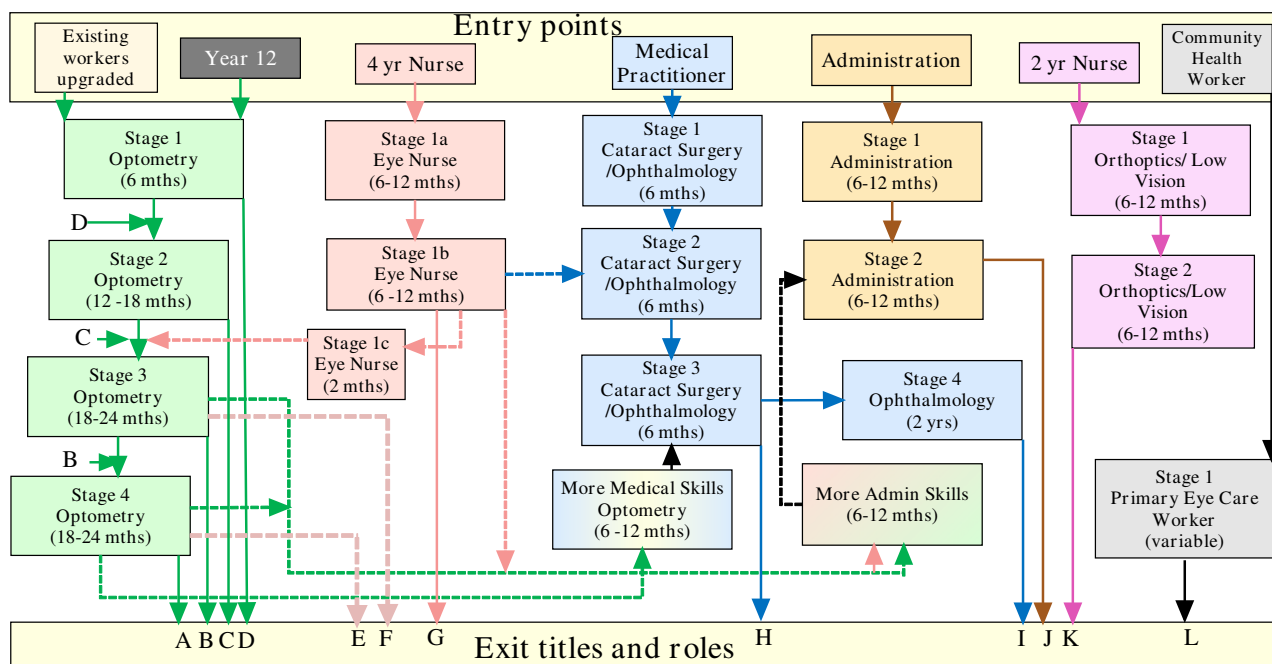 Entry points
Existing
workers
upgraded
Year 12
4 yr Nurse
Medical
Practitioner
Administration
2 yr Nurse
Community
Health
Worker
Stage 1
Optometry
(6 mths)
Stage 1a
Eye Nurse
(6-12 mths)
Stage 1
Cataract Surgery
/Ophthalmology
(6 mths)
Stage 1
Administration
(6-12 mths)
Stage 1
Orthoptics/ Low
Vision
(6-12 mths)
D
Stage 2
Optometry
(12 -18 mths)
Stage 1b
Eye Nurse
(6 -12 mths)
Stage 2
Cataract Surgery
/Ophthalmology
(6 mths)
Stage 2
Administration
(6-12 mths)
Stage 2
Orthoptics/Low
Vision
(6-12 mths)
C
Stage 1c
Eye Nurse
(2 mths)
Stage 3
Optometry
(18-24 mths)
Stage 3
Cataract Surgery
/Ophthalmology
(6 mths)
Stage 4
Ophthalmology
(2 yrs)
B
Stage 4
Optometry
(18-24 mths)
More Medical Skills
Optometry
(6 -12 mths)
More Admin Skills
(6-12 mths)
Stage 1
Primary Eye Care
Worker
(variable)
A B C D E F G H I J K L
Exit titles and roles